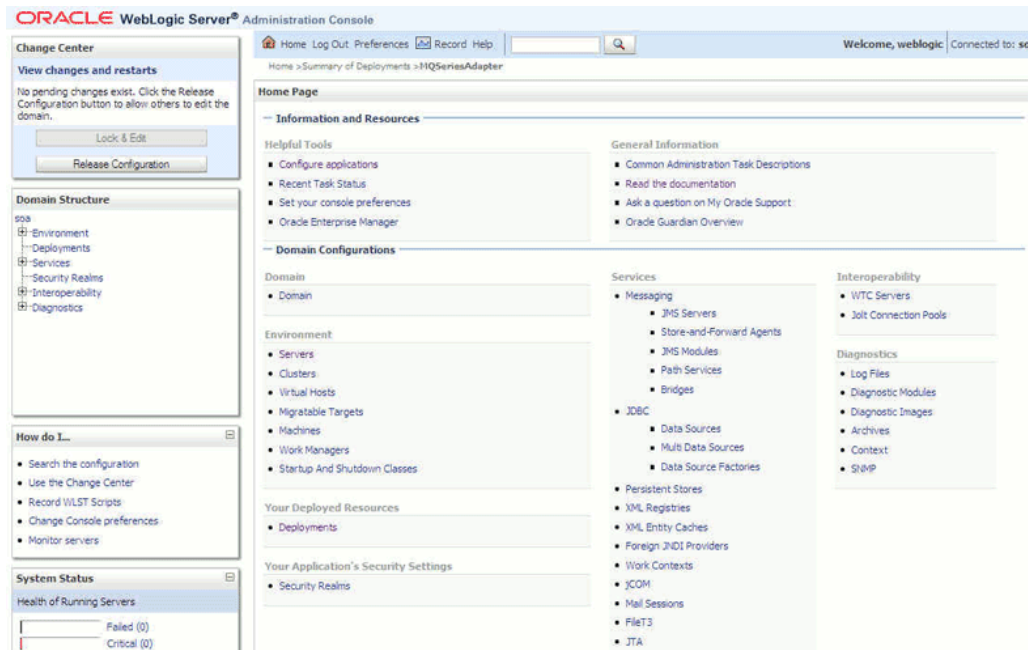 ORACLE WebLogic Server® Administration Console
Change Center
View changes and restarts
No pending changes exist. Click the Release
Configuration button to allow others to edit the
domain.
Lock & Edit
Release Configuration
Domain Structure
soa
Environment
Deployments
Services
Security Realms
Interoperability
Diagnostics
How do I...
Search the configuration
Use the Change Center
Record WLST Scripts
Change Console preferences
Monitor servers
System Status
Health of Running Servers
Failed (0)
Critical (0)
Home Log Out Preferences Record Help
Welcome, weblogic Connected to: so
Home >Summary of Deployments >MQSeriesAdapter
Home Page
Information and Resources
Helpful Tools
Configure applications
Recent Task Status
Set your console preferences
Oracle Enterprise Manager
General Information
Common Administration Task Descriptions
Read the documentation
Ask a question on My Oracle Support
Oracle Guardian Overview
Domain Configurations
Domain
Domain
Environment
Servers
Clusters
Virtual Hosts
Migratable Targets
Machines
Work Managers
Startup And Shutdown Classes
Your Deployed Resources
Deployments
Your Application's Security Settings
Security Realms
Services
Messaging
JMS Servers
Store-and-Forward Agents
JMS Modules
Path Services
Bridges
JDBC
Data Sources
Multi Data Sources
Data Source Factories
Persistent Stores
XML Registries
XML Entity Caches
Foreign JNDI Providers
Work Contexts
jCOM
Mail Sessions
FileT3
JTA
Interoperability
WTC Servers
Jolt Connection Pools
Diagnostics
Log Files
Diagnostic Modules
Diagnostic Images
Archives
Context
SNMP